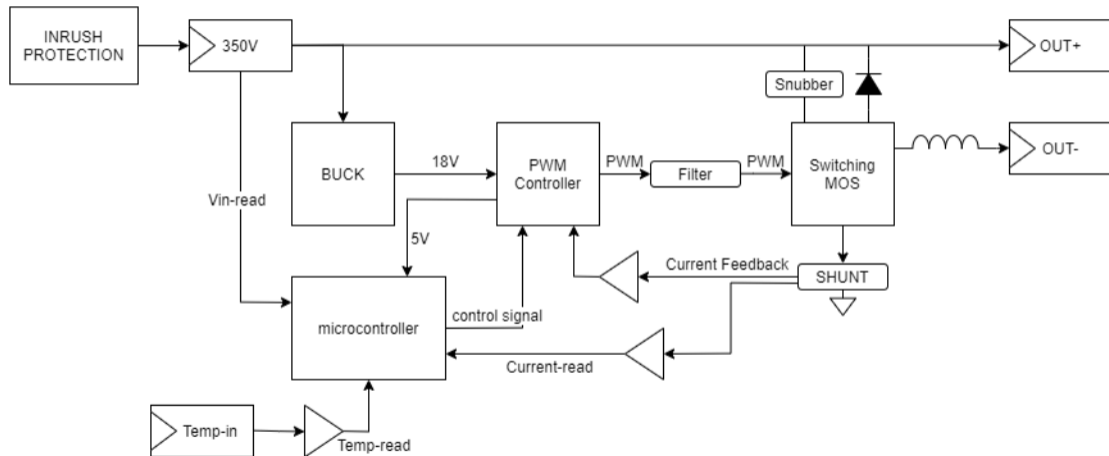 INRUSH
PROTECTION
350V
OUT+
Snubber
OUT-
BUCK
18V
PWM
Controller
PWM
Filter
PWM
Switching
MOS
Vin-read
5V
Current Feedback
SHUNT
microcontroller
control signal
Current-read
Temp-in
Temp-read